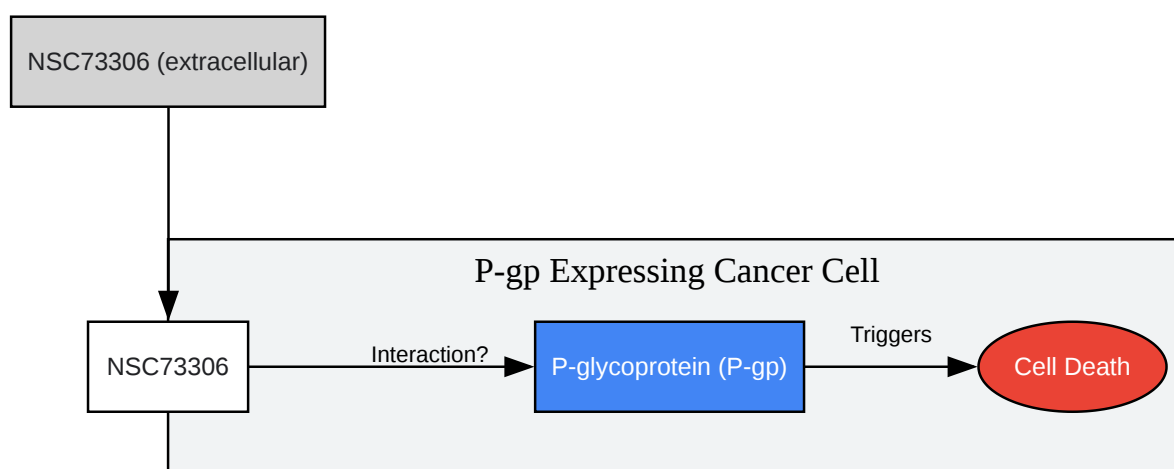 NSC73306 (extracellular)
P-gp Expressing Cancer Cell
NSC73306
Interaction?
P-glycoprotein (P-gp)
Triggers
Cell Death